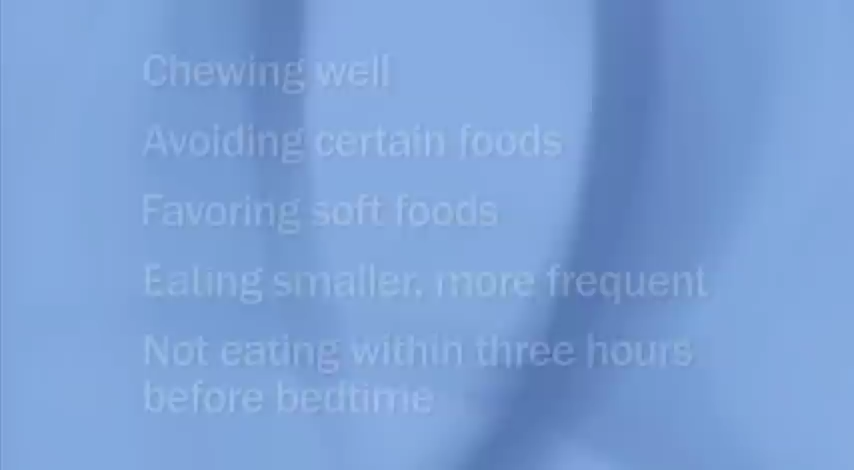 Chewing well
Avoiding certain foods
Favoring soft foods
Eating smaller, more frequent
Not eating within three hours
before bedtime